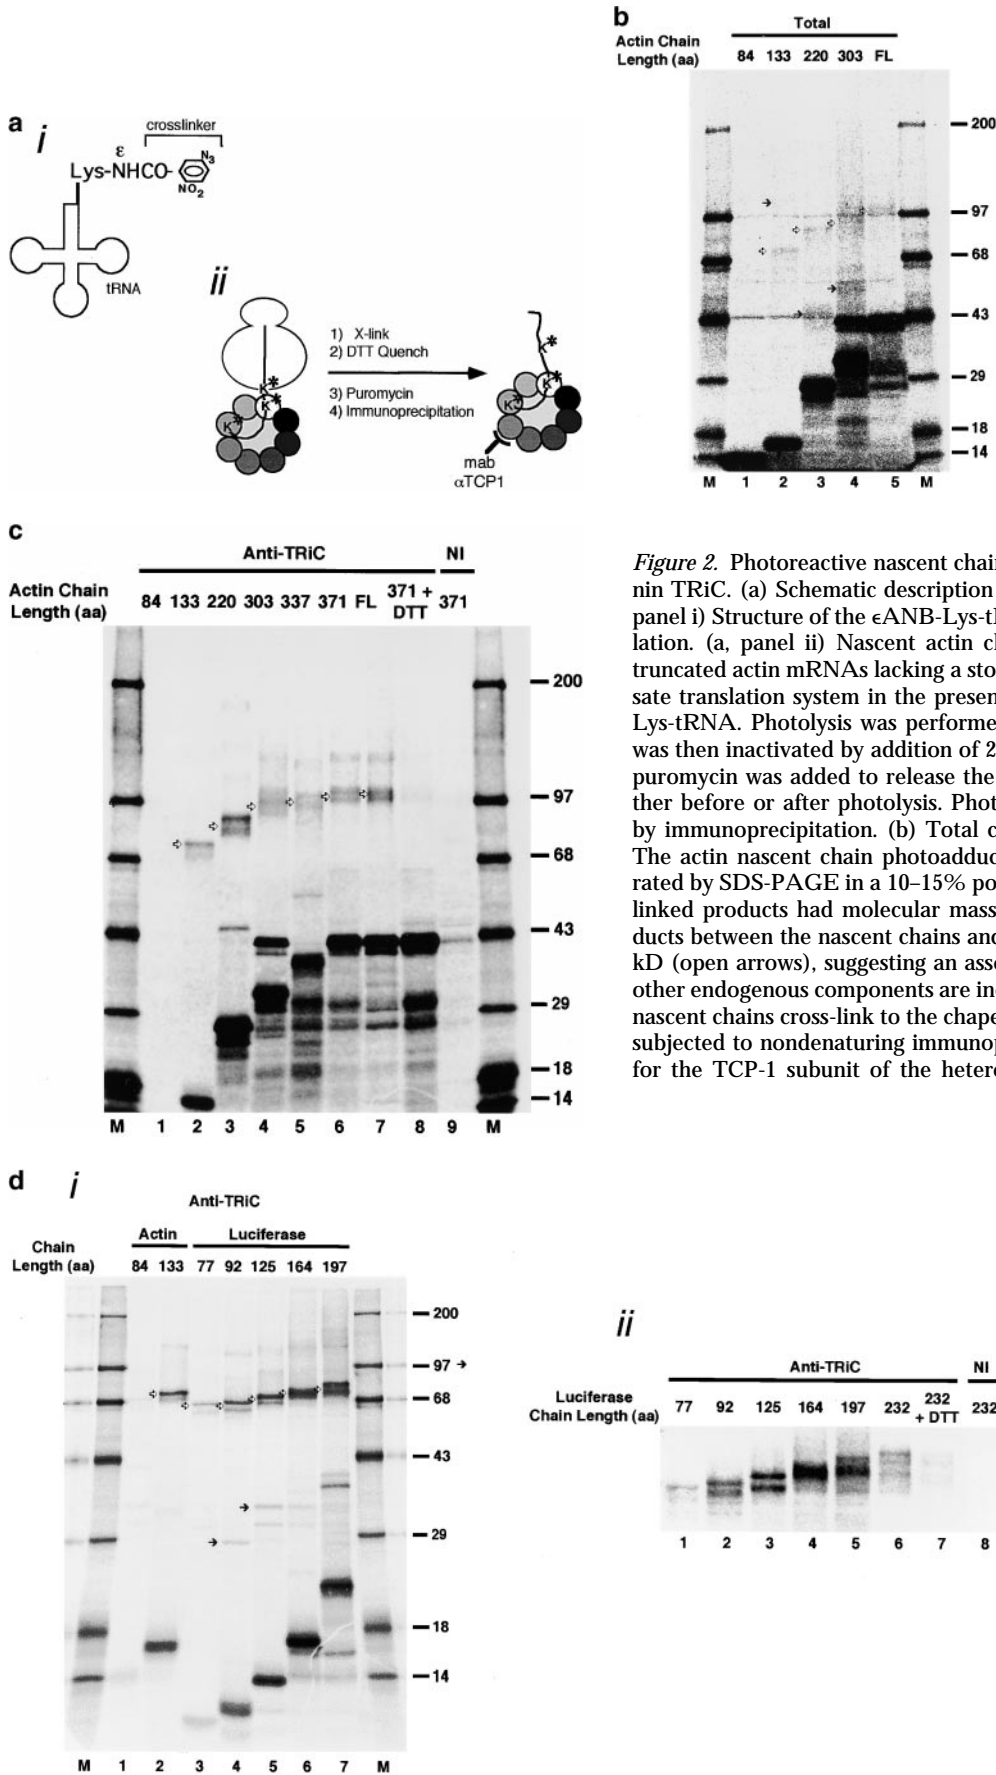 a
i
crosslinker
ε
Lys-NHCO-
N3
NO2
tRNA
ii
1) X-link
2) DTT Quench
3) Puromycin
4) Immunoprecipitation
K*
K*
K*
K*
K*
K*
mab
αTCP1
b
Total
Actin Chain
Length (aa)
84 133 220 303 FL
200
97
68
43
29
18
14
M 1 2 3 4 5 M
c
Anti-TRiC NI
Actin Chain
Length (aa)
84 133 220 303 337 371 FL 371 + DTT 371
200
97
68
43
29
18
14
M 1 2 3 4 5 6 7 8 9 M
Figure 2. Photoreactive nascent chain
nin TRiC. (a) Schematic description
panel i) Structure of the εANB-Lys-tI
lation. (a, panel ii) Nascent actin cl
truncated actin mRNAs lacking a sto
sate translation system in the presen
Lys-tRNA. Photolysis was performe
was then inactivated by addition of 2
puromycin was added to release the
ther before or after photolysis. Phot
by immunoprecipitation. (b) Total c
The actin nascent chain photoadduc
rated by SDS-PAGE in a 10–15% po
linked products had molecular mass
ducts between the nascent chains and
kD (open arrows), suggesting an asso
other endogenous components are in
nascent chains cross-link to the chape
subjected to nondenaturing immunop
for the TCP-1 subunit of the heter
d
i
Anti-TRiC
Actin Luciferase
Chain
Length (aa)
84 133 77 92 125 164 197
200
97
68
43
29
18
14
M 1 2 3 4 5 6 7 M
ii
Anti-TRiC NI
Luciferase
Chain Length (aa)
77 92 125 164 197 232 232 + DTT 232
1 2 3 4 5 6 7 8